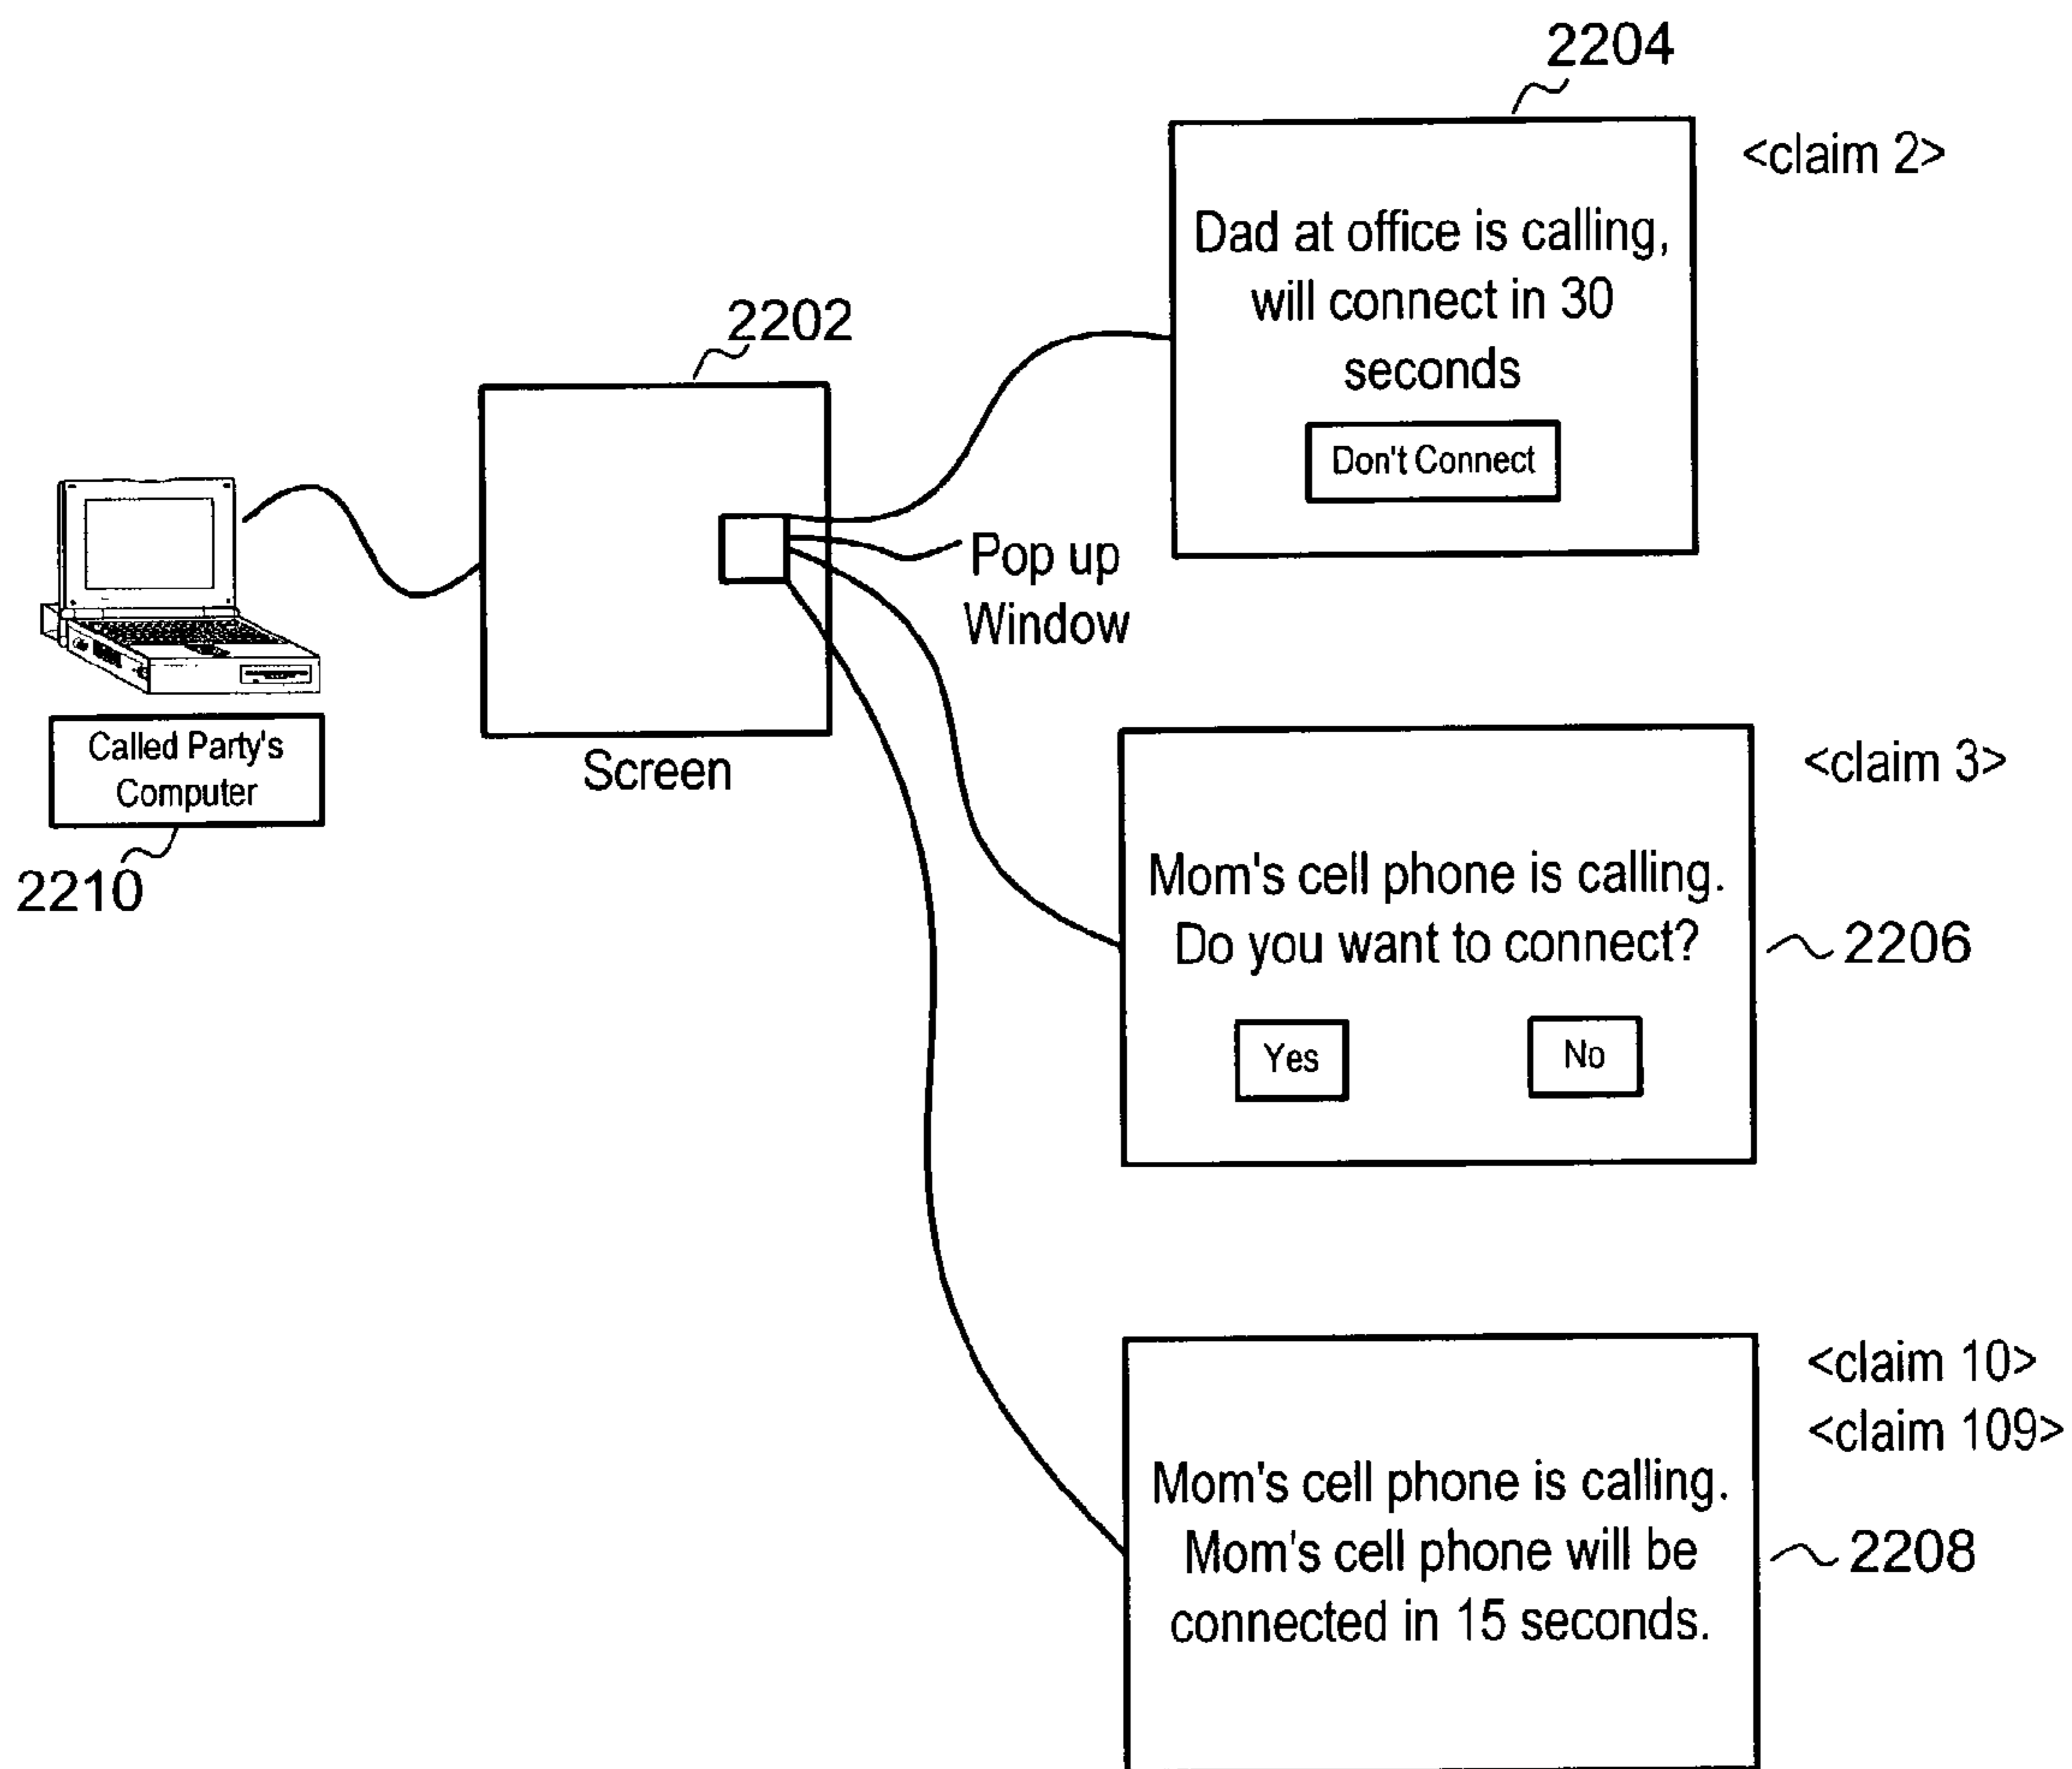 2204
<claim 2>
Dad at office is calling,
will connect in 30
seconds
Don't Connect
2202
Pop up
Window
Screen
Called Party's
Computer
2210
<claim 3>
Mom's cell phone is calling.
Do you want to connect?
2206
Yes
No
<claim 10>
<claim 109>
Mom's cell phone is calling.
Mom's cell phone will be
connected in 15 seconds.
2208